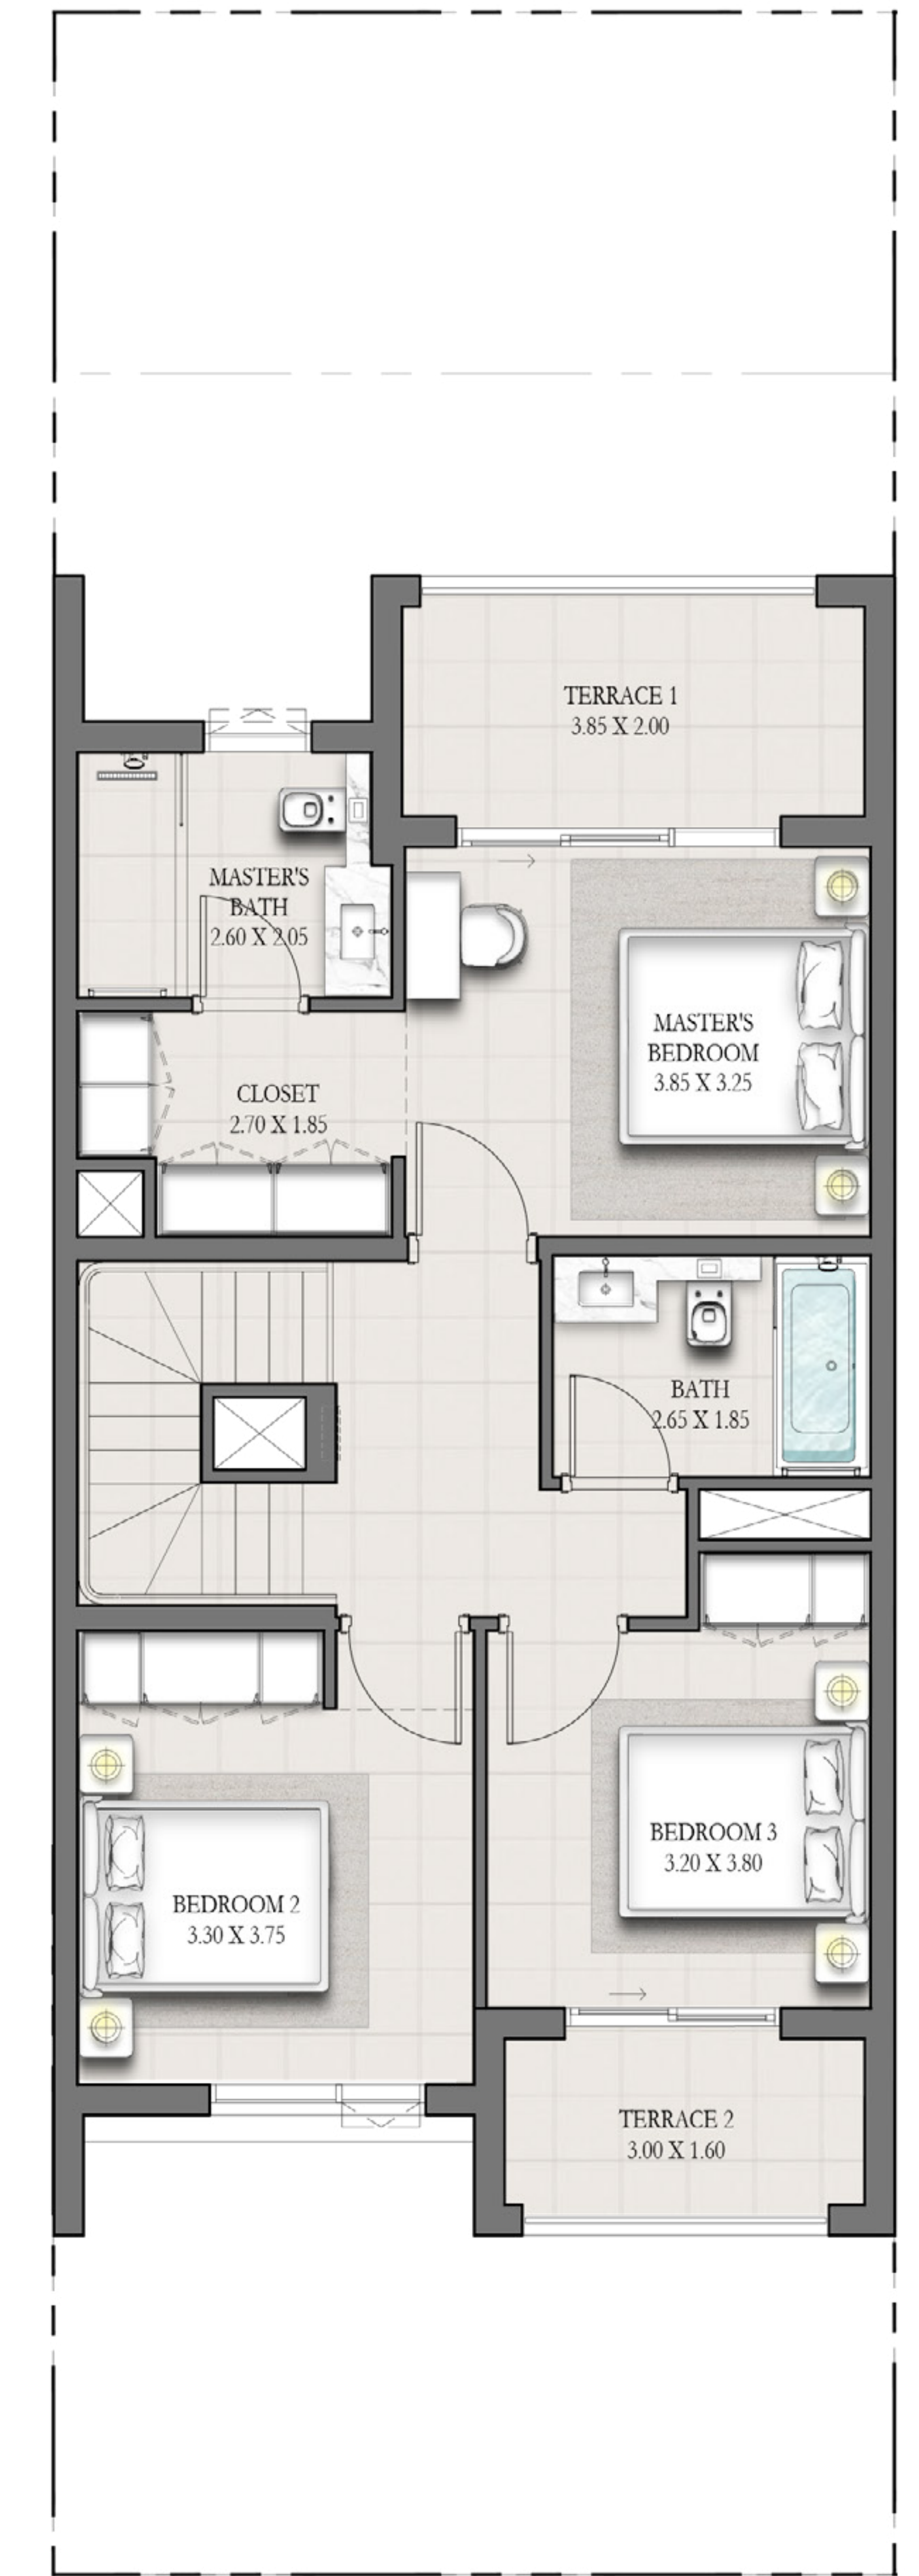 TERRACE 1
3.85 X 2.00
MASTER'S
BATH
2.60 X 2.05
MASTER'S
BEDROOM
3.85 X 3.25
CLOSET
2.70 X 1.85
BATH
2.65 X 1.85
BEDROOM 3
3.20 X 3.80
BEDROOM 2
3.30 X 3.75
TERRACE 2
3.00 X 1.60